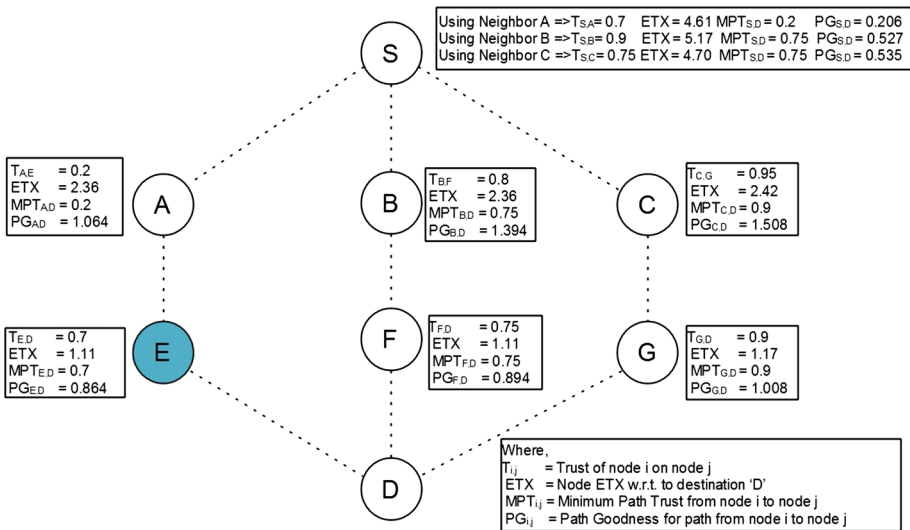 Using Neighbor A =>TS,A= 0.7 ETX = 4.61 MPTS,D = 0.2 PGS,D = 0.206
Using Neighbor B =>TS,B= 0.9 ETX = 5.17 MPTS,D = 0.75 PGS,D = 0.527
Using Neighbor C =>TS,C= 0.75 ETX = 4.70 MPTS,D = 0.75 PGS,D = 0.535
S
TA,E = 0.2
ETX = 2.36
MPTA,D = 0.2
PGA,D = 1.064
A
B
TB,F = 0.8
ETX = 2.36
MPTB,D = 0.75
PGB,D = 1.394
C
TC,G = 0.95
ETX = 2.42
MPTC,D = 0.9
PGC,D = 1.508
TE,D = 0.7
ETX = 1.11
MPTE,D = 0.7
PGE,D = 0.864
E
F
TF,D = 0.75
ETX = 1.11
MPTF,D = 0.75
PGF,D = 0.894
G
TG,D = 0.9
ETX = 1.17
MPTG,D = 0.9
PGG,D = 1.008
D
Where,
Ti,j = Trust of node i on node j
ETX = Node ETX w.r.t. to destination ‘D’
MPTi,j = Minimum Path Trust from node i to node j
PGi,j = Path Goodness for path from node i to node j